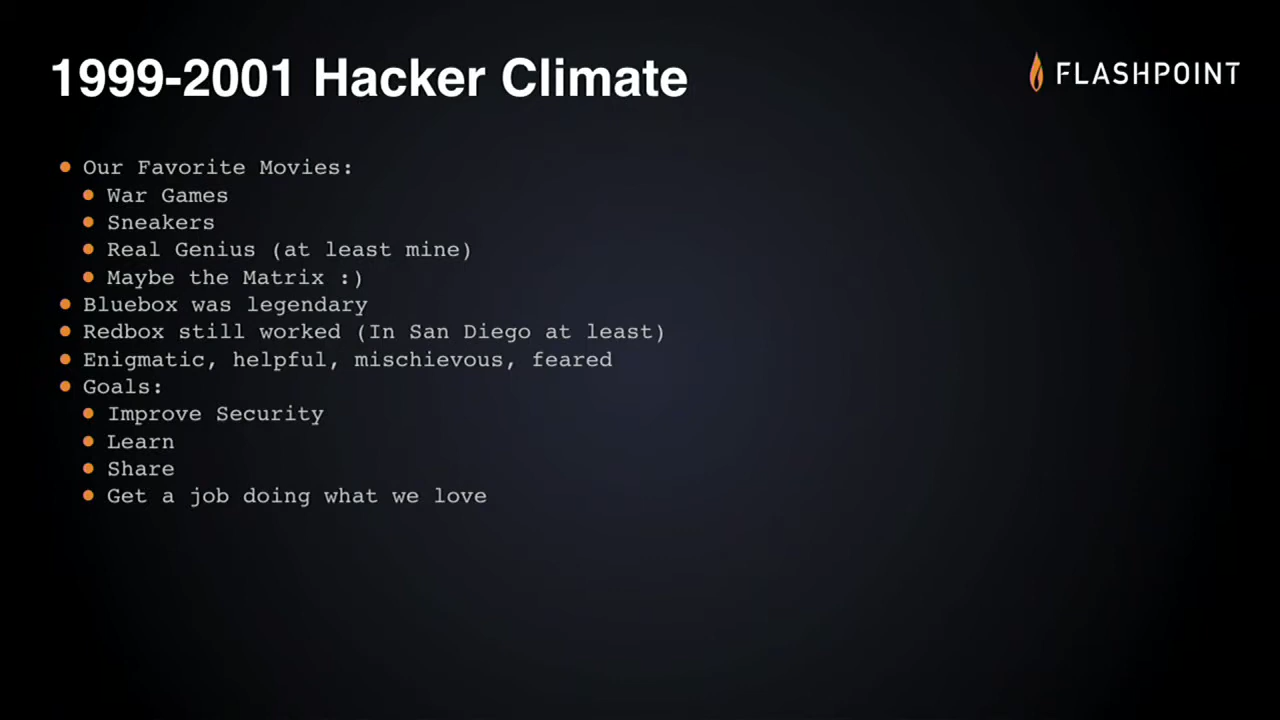 1999-2001 Hacker Climate
FLASHPOINT
Our Favorite Movies:
War Games
Sneakers
Real Genius (at least mine)
Maybe the Matrix :)
Bluebox was legendary
Redbox still worked (In San Diego at least)
Enigmatic, helpful, mischievous, feared
Goals:
Improve Security
Learn
Share
Get a job doing what we love